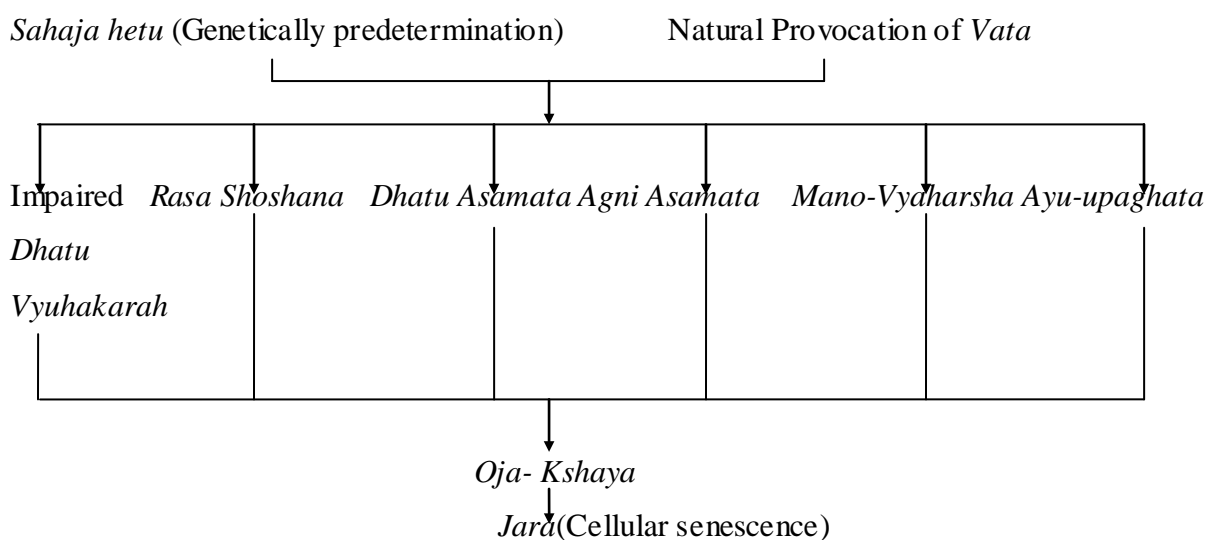 Sahaja hetu (Genetically predetermination) Natural Provocation of Vata
Impaired Rasa Shoshana Dhatu Asamata Agni Asamata Mano-Vydharsha Ayu-upaghata
Dhatu
Vyuhakarah
Oja- Kshaya
Jara(Cellular senescence)